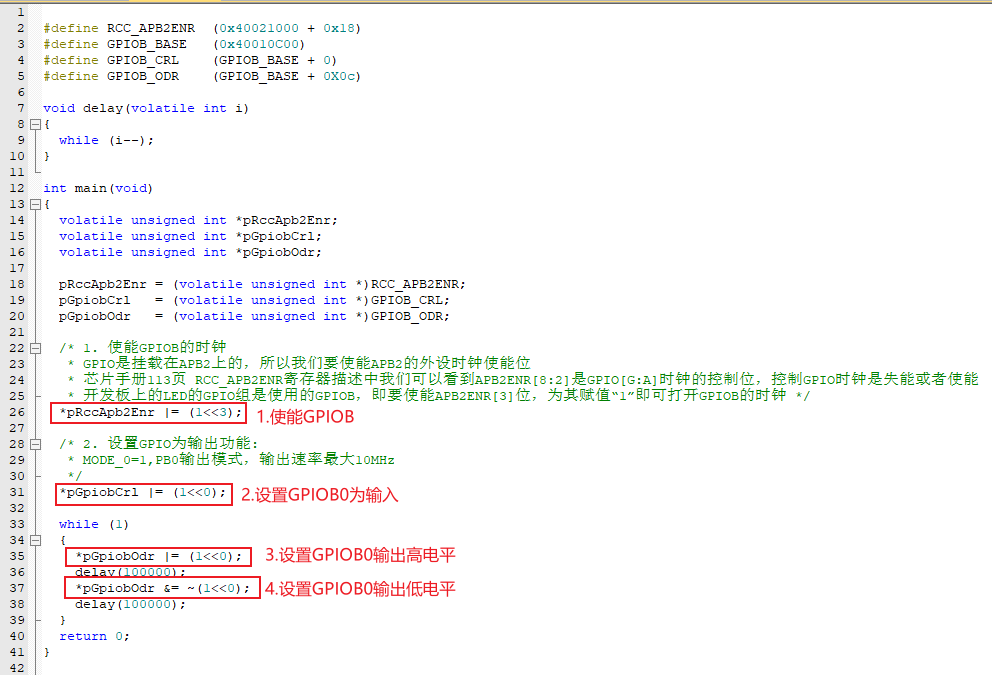 1
2 #define RCC_APB2ENR (0x40021000 + 0x18)
3 #define GPIOB_BASE (0x40010C00)
4 #define GPIOB_CRL (GPIOB_BASE + 0)
5 #define GPIOB_ODR (GPIOB_BASE + 0X0c)
6
7 void delay(volatile int i)
8 {
9 while (i--);
10 }
11
12 int main(void)
13 {
14 volatile unsigned int *pRccApb2Enr;
15 volatile unsigned int *pGpiobCrl;
16 volatile unsigned int *pGpiobOdr;
17
18 pRccApb2Enr = (volatile unsigned int *)RCC_APB2ENR;
19 pGpiobCrl = (volatile unsigned int *)GPIOB_CRL;
20 pGpiobOdr = (volatile unsigned int *)GPIOB_ODR;
21
22 /* 1. 使能GPIOB的时钟
23 * GPIO是挂载在APB2上的，所以我们要使能APB2的外设时钟使能位
24 * 芯片手册113页 RCC_APB2ENR寄存器描述中我们可以看到APB2ENR[8:2]是GPIO[G:A]时钟的控制位，控制GPIO时钟是失能或者使能
25 * 开发板上的LED的GPIO组是使用的GPIOB，即要使能APB2ENR[3]位，为其赋值“1”即可打开GPIOB的时钟 */
26 *pRccApb2Enr |= (1<<3); 1.使能GPIOB
27
28 /* 2. 设置GPIO为输出功能：
29 * MODE_0=1,PB0输出模式，输出速率最大10MHz
30 */
31 *pGpiobCrl |= (1<<0); 2.设置GPIOB0为输入
32
33 while (1)
34 {
35 *pGpiobOdr |= (1<<0); 3.设置GPIOB0输出高电平
36 delay(100000);
37 *pGpiobOdr &= ~(1<<0); 4.设置GPIOB0输出低电平
38 delay(100000);
39 }
40 return 0;
41 }
42